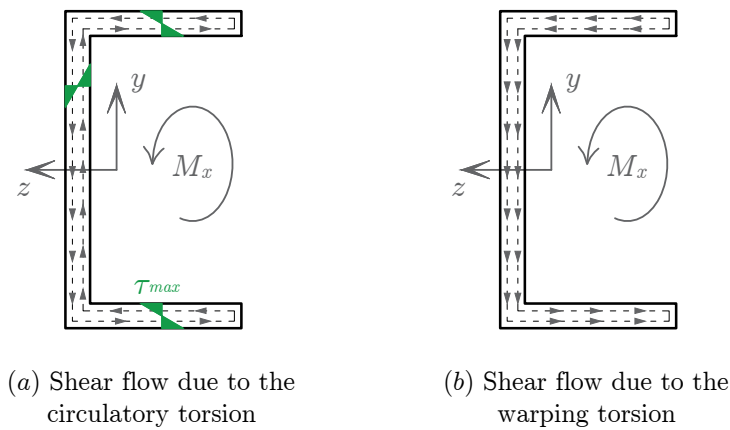 y
z
M_x
τ_max
y
z
M_x
(a) Shear flow due to the
circulatory torsion
(b) Shear flow due to the
warping torsion